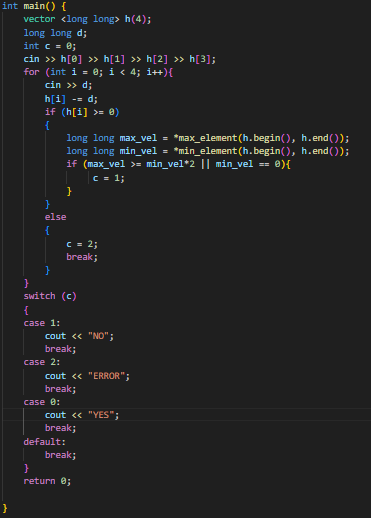 int main() {
    vector <long long> h(4);
    long long d;
    int c = 0;
    cin >> h[0] >> h[1] >> h[2] >> h[3];
    for (int i = 0; i < 4; i++){
        cin >> d;
        h[i] -= d;
        if (h[i] >= 0)
        {
            long long max_vel = *max_element(h.begin(), h.end());
            long long min_vel = *min_element(h.begin(), h.end());
            if (max_vel >= min_vel*2 || min_vel == 0){
                c = 1;
            }
        }
        else
        {
            c = 2;
            break;
        }
    }
    switch (c)
    {
    case 1:
        cout << "NO";
        break;
    case 2:
        cout << "ERROR";
        break;
    case 0:
        cout << "YES";
        break;
    default:
        break;
    }
    return 0;

}